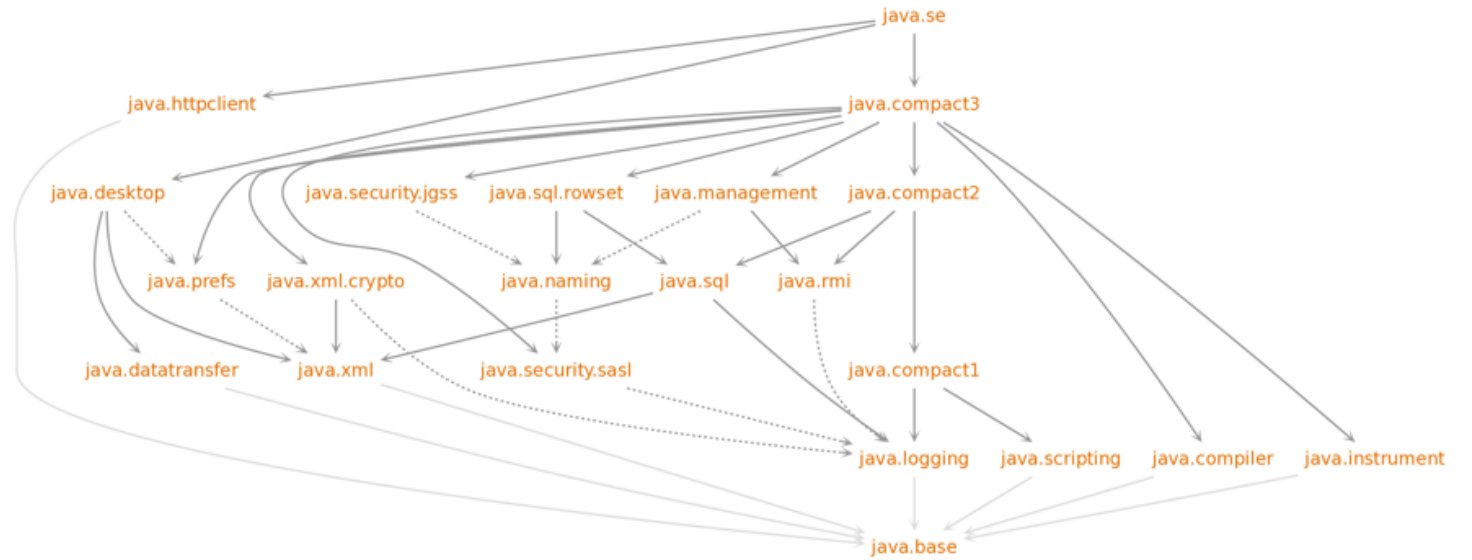 java.se
java.httpclient
java.compact3
java.desktop
java.security.jgss
java.sql.rowset
java.management
java.compact2
java.prefs
java.xml.crypto
java.naming
java.sql
java.rmi
java.datatransfer
java.xml
java.security.sasl
java.compact1
java.logging
java.scripting
java.compiler
java.instrument
java.base